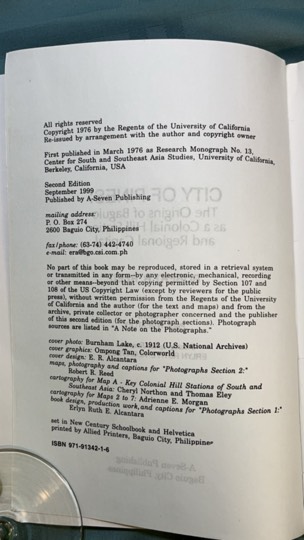 All rights reserved
Copyright 1976 by the Regents of the University of California
Re-issued by arrangement with the author and copyright owner
First published in March 1976 as Research Monograph No. 13,
Center for South and Southeast Asia Studies, University of California,
Berkeley, California, USA
Second Edition
September 1999
Published by A-Seven Publishing
mailing address:
P. O. Box 274
2600 Baguio City, Philippines
fax/phone: (63-74) 442-4740
e-mail: era@bgo.csi.com.ph
No part of this book may be reproduced, stored in a retrieval system
or transmitted in any form—by any electronic, mechanical, recording
or other means—beyond that copying permitted by Section 107 and
108 of the US Copyright Law (except by reviewers for the public
press), without written permission from the Regents of the University
of California and the author (for the text and maps) and from the
archive, private collector or photographer concerned and the publisher
of this second edition (for the photograph sections). Photograph
sources are listed in "A Note on the Photographs."
cover photo: Burnham Lake, c. 1912 (U.S. National Archives)
cover graphics: Ompong Tan, Colorworld
cover design: E. R. Alcantara
maps, photography and captions for "Photographs Section 2:"
Robert R. Reed
cartography for Map A - Key Colonial Hill Stations of South and
Southeast Asia: Cheryl Northon and Thomas Eley
cartography for Maps 2 to 7: Adrienne E. Morgan
book design, production work, and captions for "Photographs Section 1:"
Erlyn Ruth E. Alcantara
set in New Century Schoolbook and Helvetica
printed by Allied Printers, Baguio City, Philippines
ISBN 971-91342-1-6